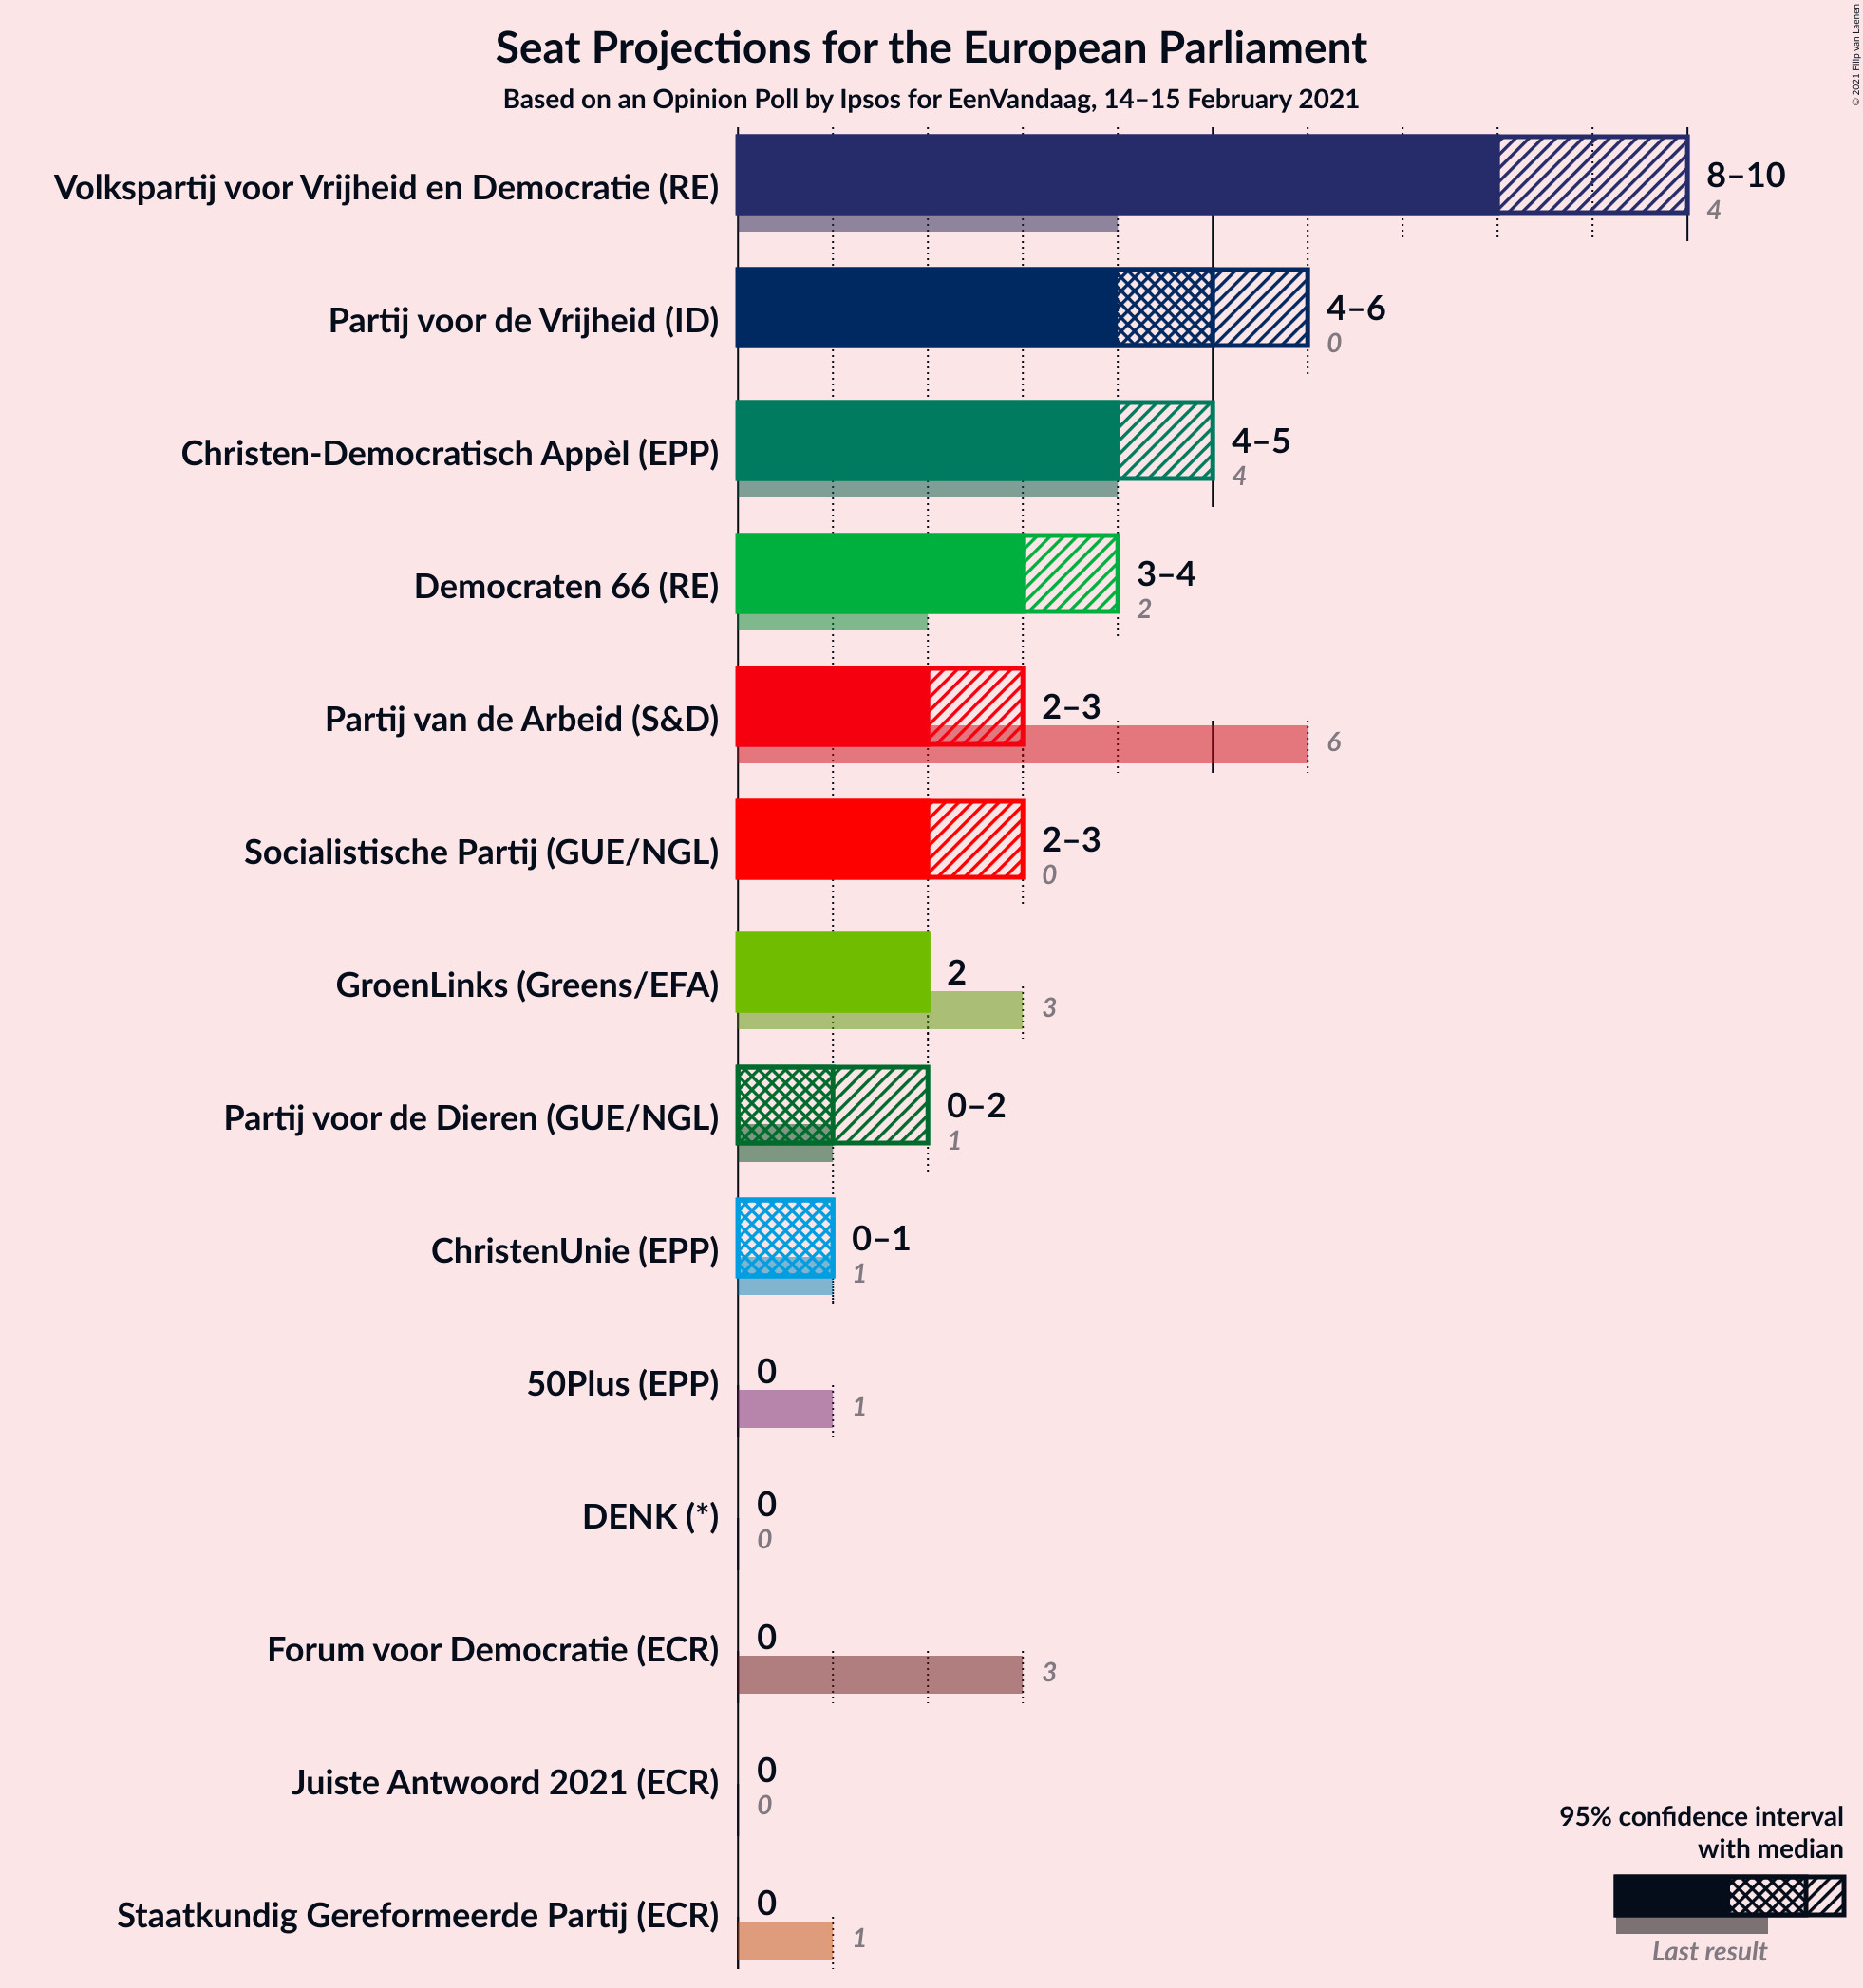 Seat Projections for the European Parliament
Based on an Opinion Poll by Ipsos for EenVandaag, 14–15 February 2021
© 2021 Filip van Laenen
Volkspartij voor Vrijheid en Democratie (RE)
8–10
4
Partij voor de Vrijheid (ID)
4–6
0
Christen-Democratisch Appèl (EPP)
4–5
4
Democraten 66 (RE)
3–4
2
Partij van de Arbeid (S&D)
2–3
6
Socialistische Partij (GUE/NGL)
2–3
0
GroenLinks (Greens/EFA)
2
3
Partij voor de Dieren (GUE/NGL)
0–2
1
ChristenUnie (EPP)
0–1
1
50Plus (EPP)
0
1
DENK (*)
0
0
Forum voor Democratie (ECR)
0
3
Juiste Antwoord 2021 (ECR)
0
0
Staatkundig Gereformeerde Partij (ECR)
0
1
95% confidence interval
with median
Last result